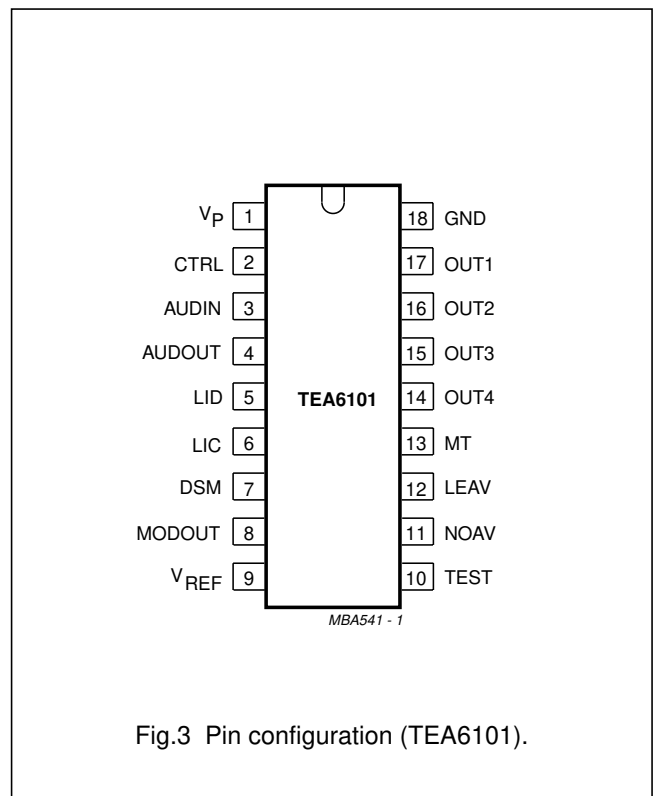 VP 1 18 GND
CTRL 2 17 OUT1
AUDIN 3 16 OUT2
AUDOUT 4 15 OUT3
LID 5 TEA6101 14 OUT4
LIC 6 13 MT
DSM 7 12 LEAV
MODOUT 8 11 NOAV
VREF 9 10 TEST
MBA541 - 1
Fig.3 Pin configuration (TEA6101).